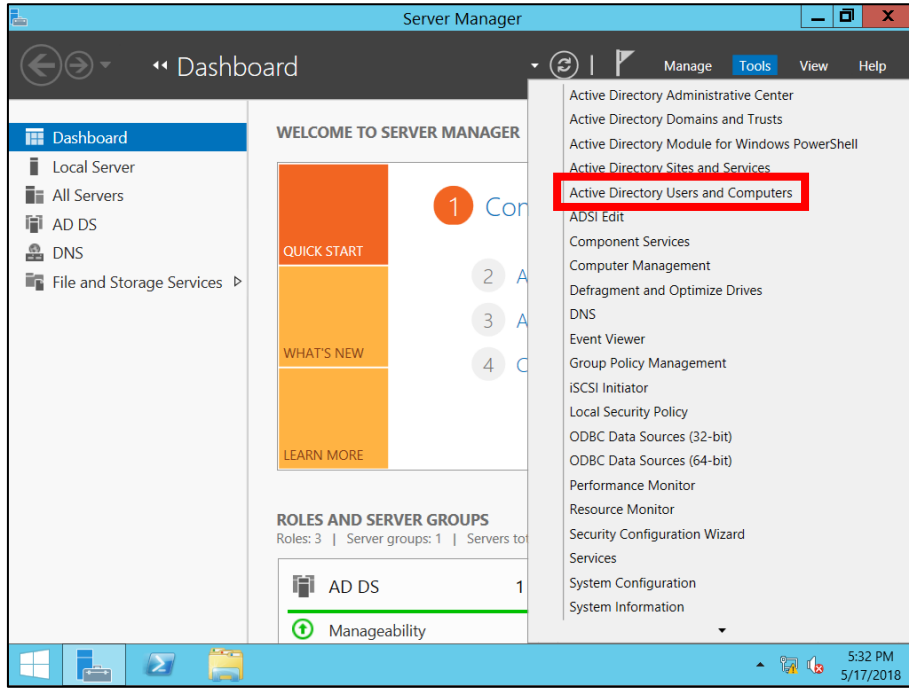 Server Manager
Dashboard
Manage Tools View Help
Dashboard
Local Server
All Servers
AD DS
DNS
File and Storage Services
WELCOME TO SERVER MANAGER
QUICK START
WHAT'S NEW
LEARN MORE
1
2 A
3 A
4 C
ROLES AND SERVER GROUPS
Roles: 3 | Server groups: 1 | Servers
AD DS 1
Manageability
Active Directory Administrative Center
Active Directory Domains and Trusts
Active Directory Module for Windows PowerShell
Active Directory Sites and Services
Active Directory Users and Computers
ADSI Edit
Component Services
Computer Management
Defragment and Optimize Drives
DNS
Event Viewer
Group Policy Management
iSCSI Initiator
Local Security Policy
ODBC Data Sources (32-bit)
ODBC Data Sources (64-bit)
Performance Monitor
Resource Monitor
Security Configuration Wizard
Services
System Configuration
System Information
5:32 PM
5/17/2018